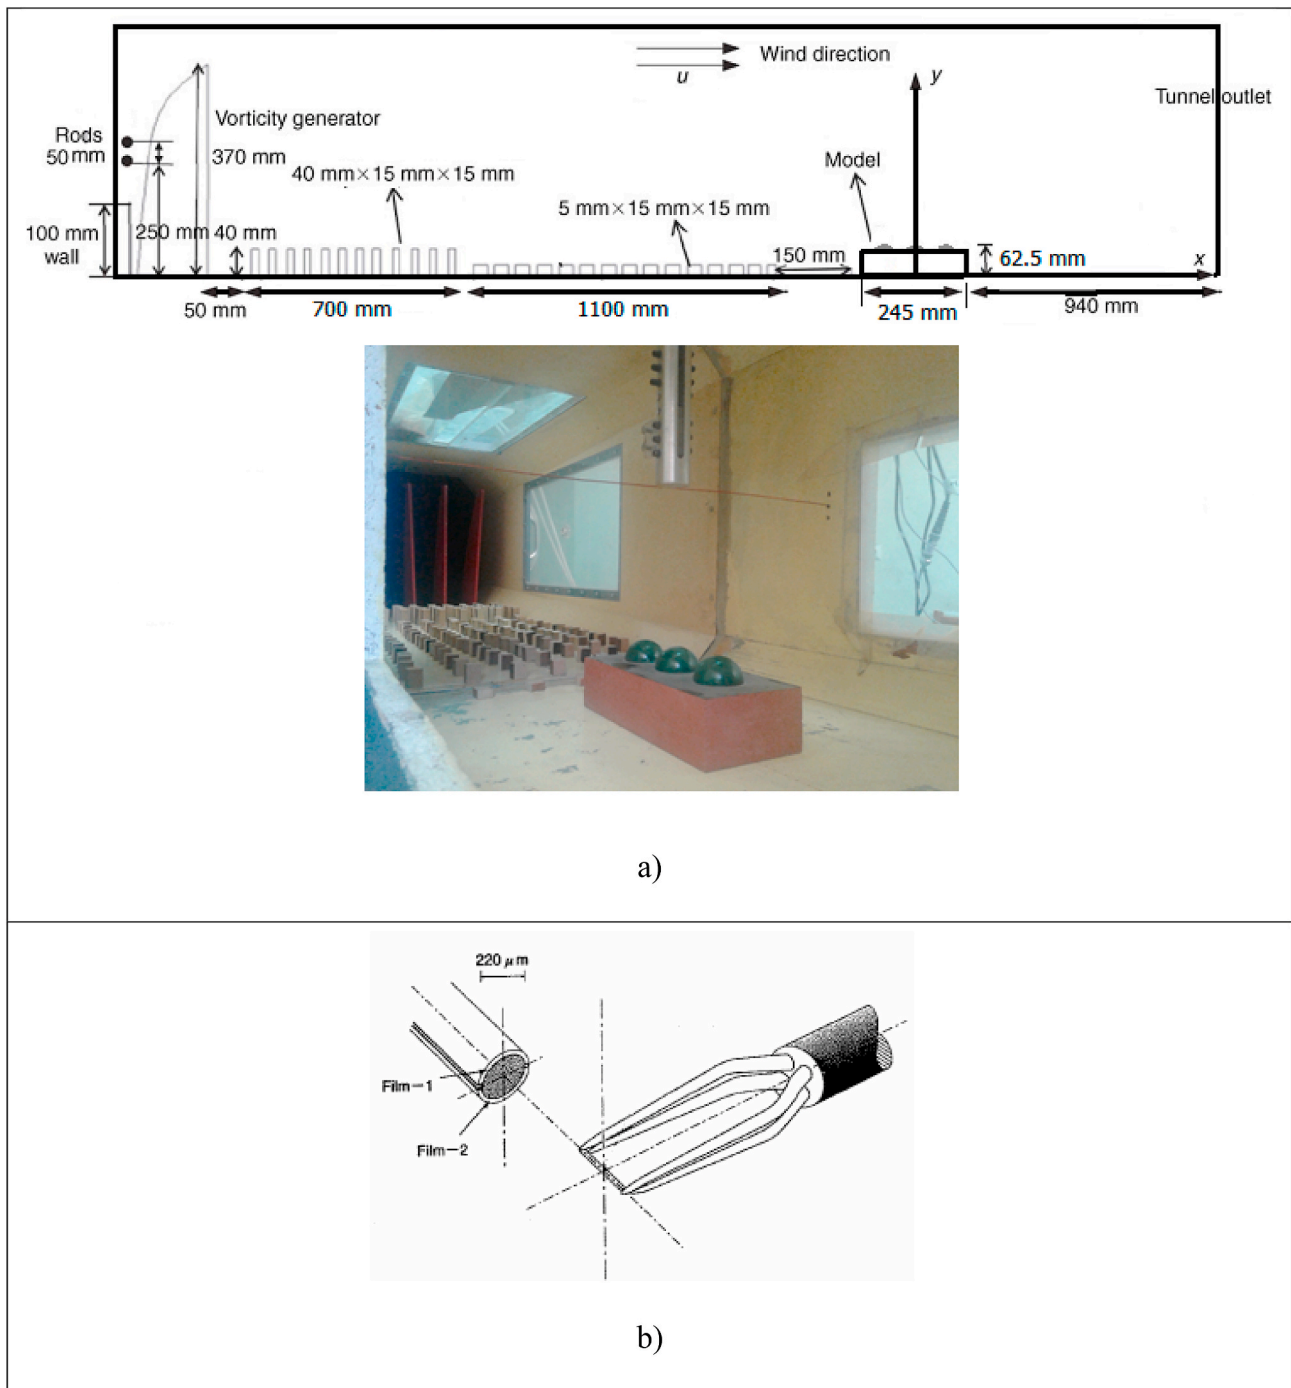 Wind direction
u
y
Tunnel outlet
Vorticity generator
Rods
50 mm
370 mm
40 mm×15 mm×15 mm
Model
5 mm×15 mm×15 mm
100 mm
wall
250 mm
40 mm
150 mm
62.5 mm
x
50 mm
700 mm
1100 mm
245 mm
940 mm
a)
220 μm
Film-1
Film-2
b)